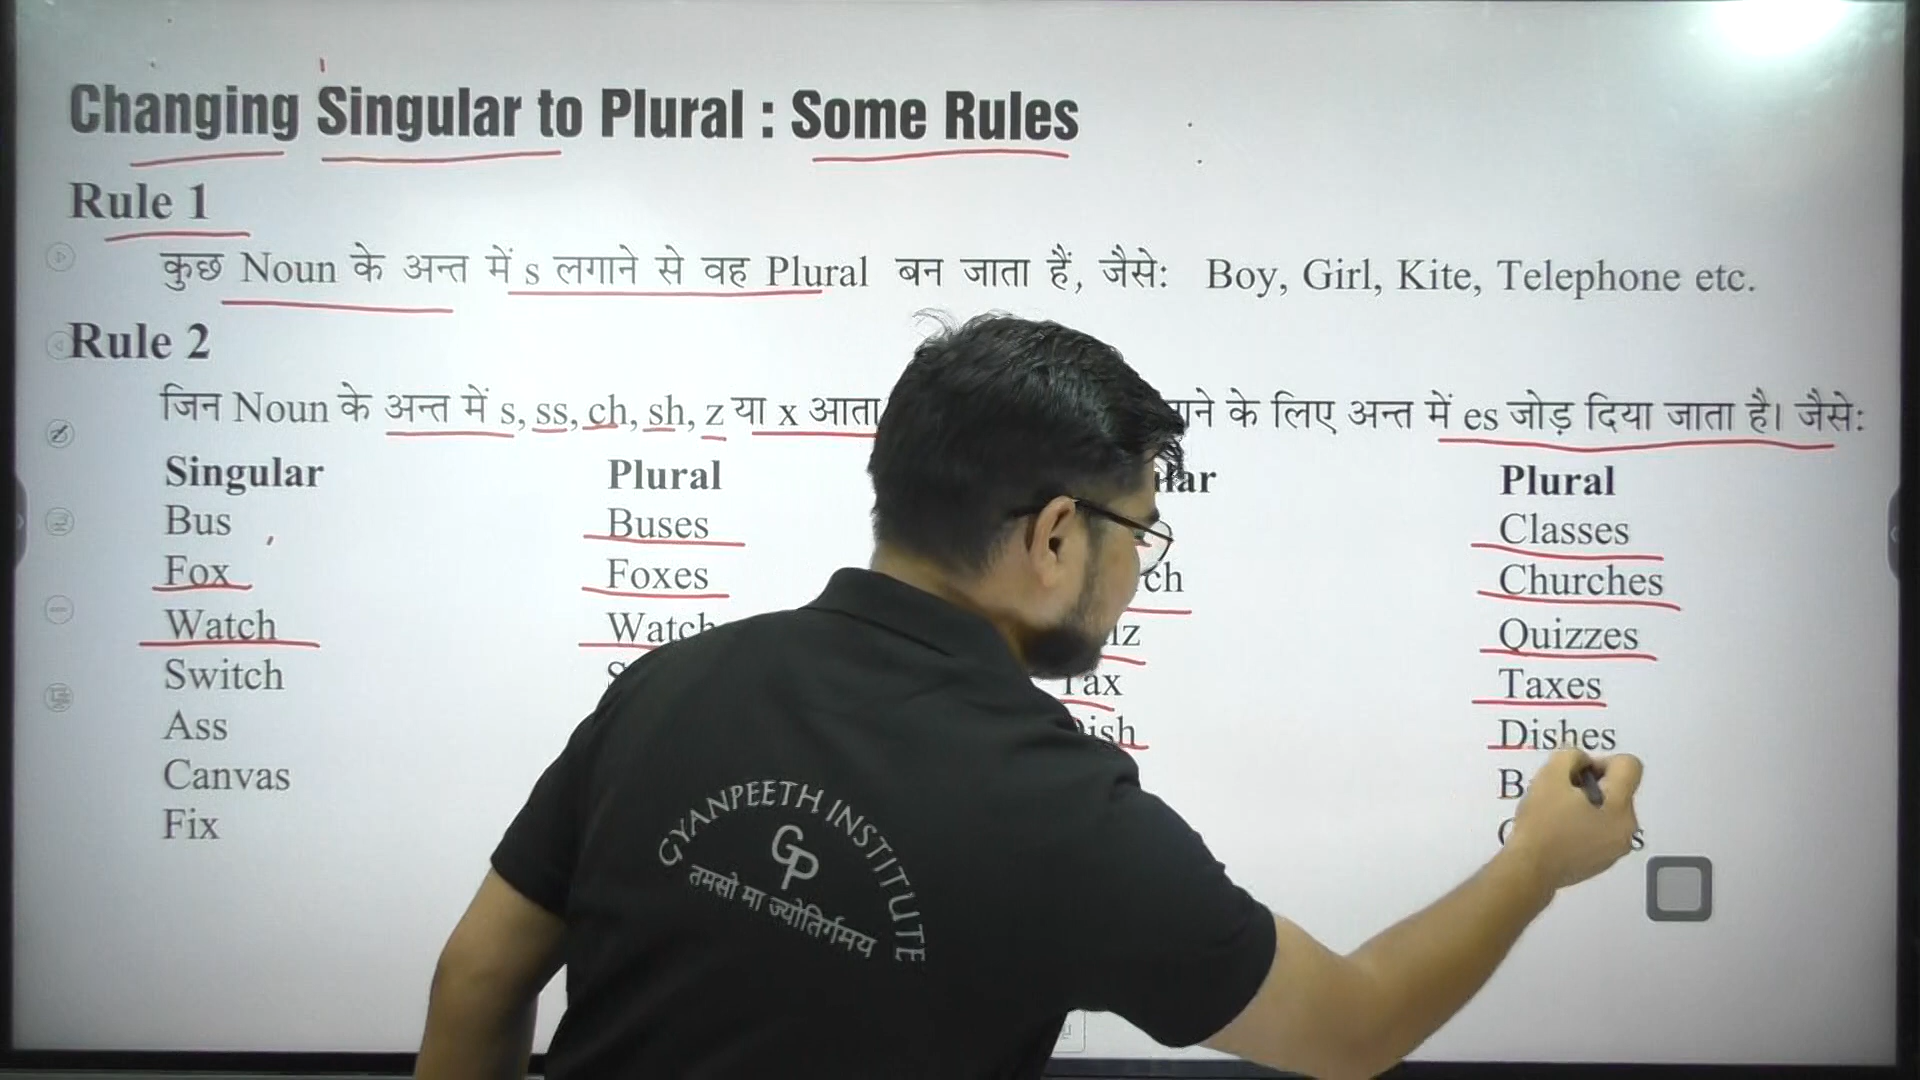 Changing Singular to Plural : Some Rules
Rule 1
कुछ Noun के अन्त में s लगाने से वह Plural बन जाता हैं, जैसे: Boy, Girl, Kite, Telephone etc.
Rule 2
जिन Noun के अन्त में s, ss, ch, sh, z या x आता के लिए अन्त में es जोड़ दिया जाता है। जैसे:
Singular Plural Plural
Bus Buses Classes
Fox Foxes Churches
Watch Quizzes
Switch Tax Taxes
Ass Dish Dishes
Canvas
Fix
GYANPEETH INSTITUTE
GP
तमसो मा ज्योतिर्गमय